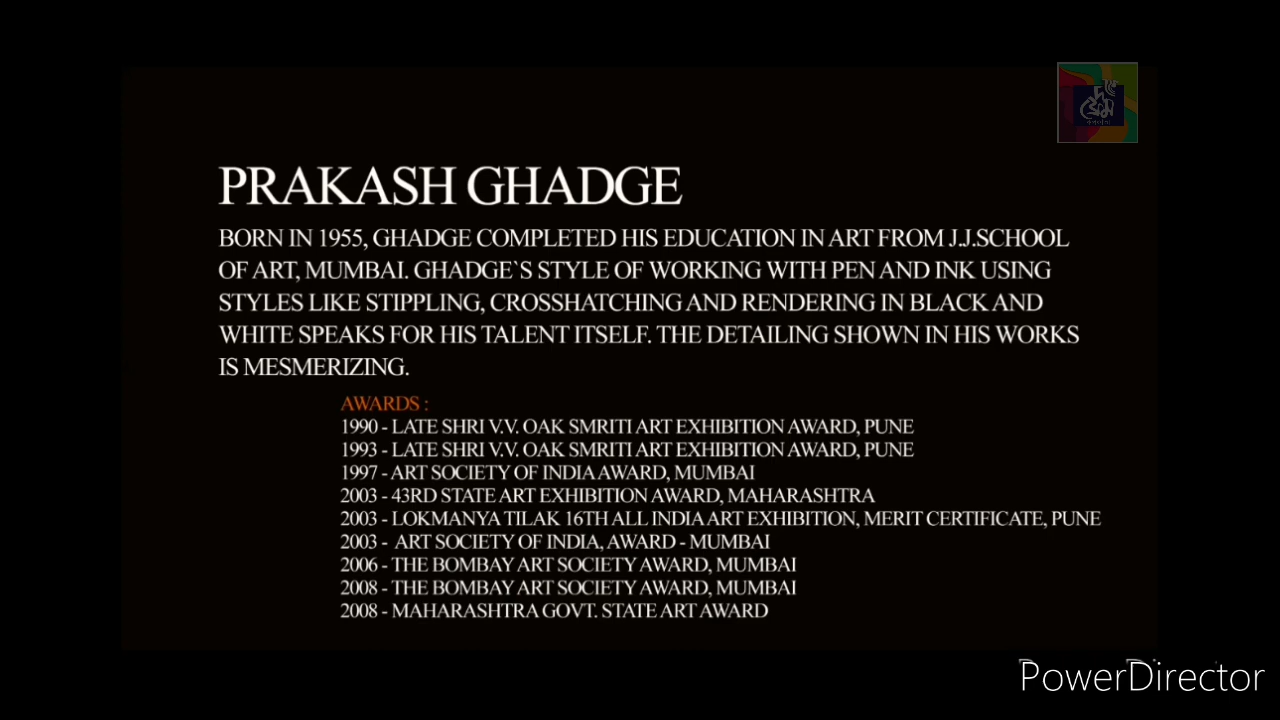 PRAKASH GHADGE
BORN IN 1955, GHADGE COMPLETED HIS EDUCATION IN ART FROM J.J.SCHOOL
OF ART, MUMBAI. GHADGE`S STYLE OF WORKING WITH PEN AND INK USING
STYLES LIKE STIPPLING, CROSSHATCHING AND RENDERING IN BLACK AND
WHITE SPEAKS FOR HIS TALENT ITSELF. THE DETAILING SHOWN IN HIS WORKS
IS MESMERIZING.
AWARDS :
1990 - LATE SHRI V.V. OAK SMRITI ART EXHIBITION AWARD, PUNE
1993 - LATE SHRI V.V. OAK SMRITI ART EXHIBITION AWARD, PUNE
1997 - ART SOCIETY OF INDIA AWARD, MUMBAI
2003 - 43RD STATE ART EXHIBITION AWARD, MAHARASHTRA
2003 - LOKMANYA TILAK 16TH ALL INDIA ART EXHIBITION, MERIT CERTIFICATE, PUNE
2003 - ART SOCIETY OF INDIA, AWARD - MUMBAI
2006 - THE BOMBAY ART SOCIETY AWARD, MUMBAI
2008 - THE BOMBAY ART SOCIETY AWARD, MUMBAI
2008 - MAHARASHTRA GOVT. STATE ART AWARD
PowerDirector